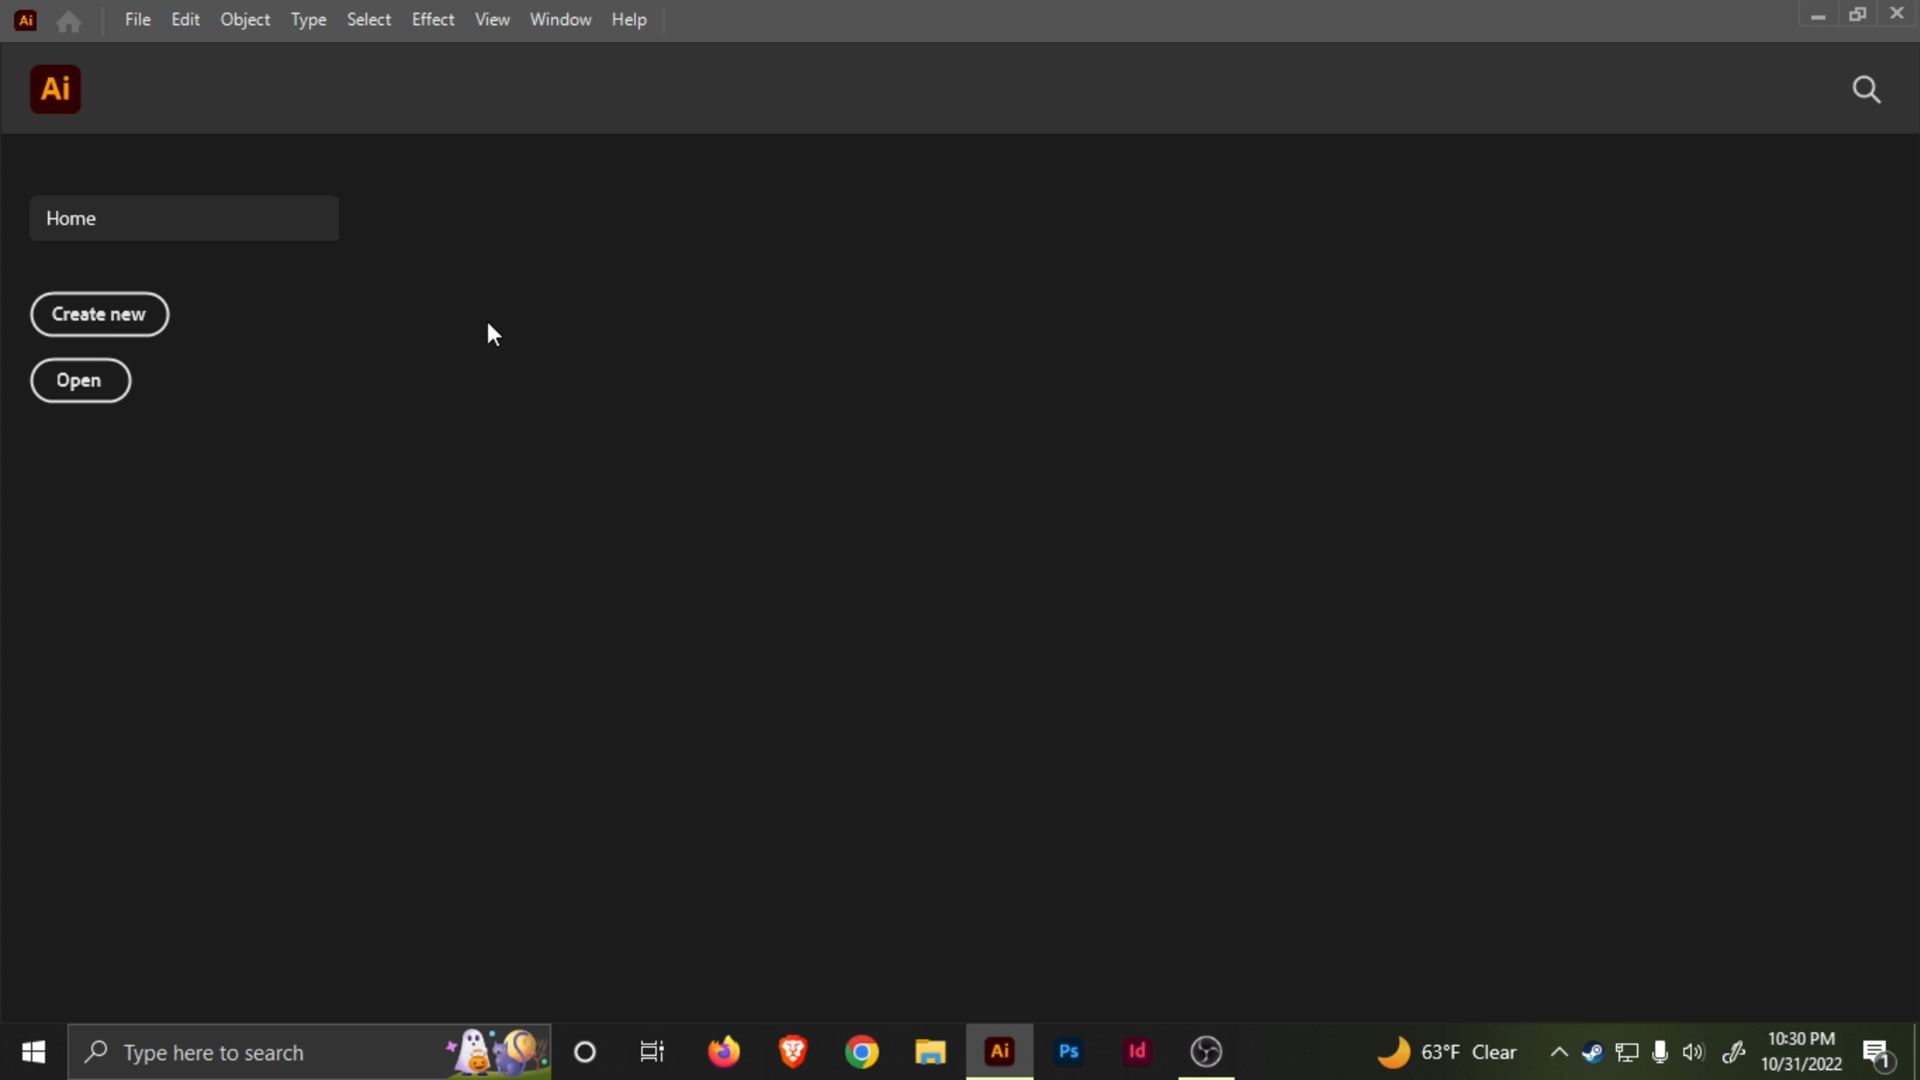 Ai File Edit Object Type Select Effect View Window Help
Ai
Home
Create new
Open
Type here to search
Ai Ps Id
63°F Clear
10:30 PM
10/31/2022
1